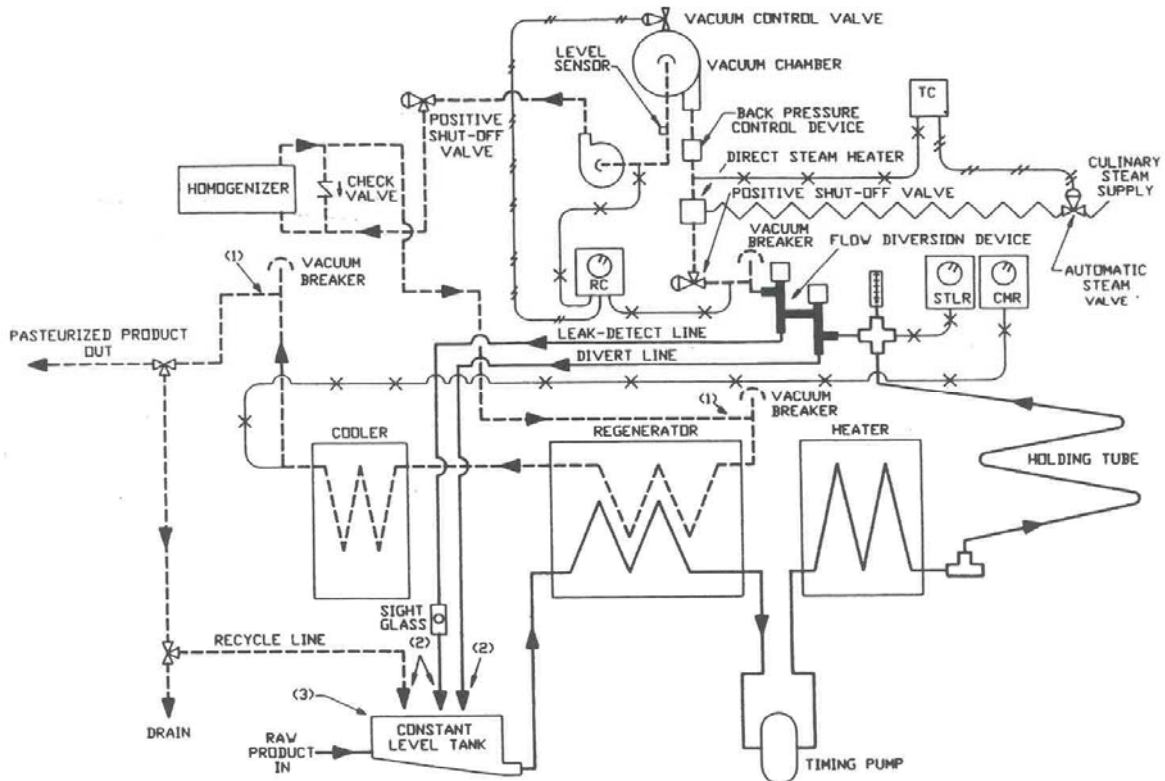 VACUUM CONTROL VALVE
LEVEL
SENSOR
VACUUM CHAMBER
TC
POSITIVE
SHUT-OFF
VALVE
BACK PRESSURE
CONTROL DEVICE
DIRECT STEAM HEATER
CULINARY
STEAM
SUPPLY
HOMOGENIZER
CHECK
VALVE
POSITIVE SHUT-OFF VALVE
VACUUM
BREAKER
FLOW DIVERSION DEVICE
(1)
VACUUM
BREAKER
RC
STLR
CMR
AUTOMATIC
STEAM
VALVE
PASTEURIZED PRODUCT
OUT
LEAK-DETECT LINE
DIVERT LINE
(1)
VACUUM
BREAKER
COOLER
REGENERATOR
HEATER
HOLDING TUBE
SIGHT
GLASS
RECYCLE LINE
(2)
(2)
(3)
DRAIN
CONSTANT
LEVEL TANK
RAW
PRODUCT
IN
TIMING PUMP